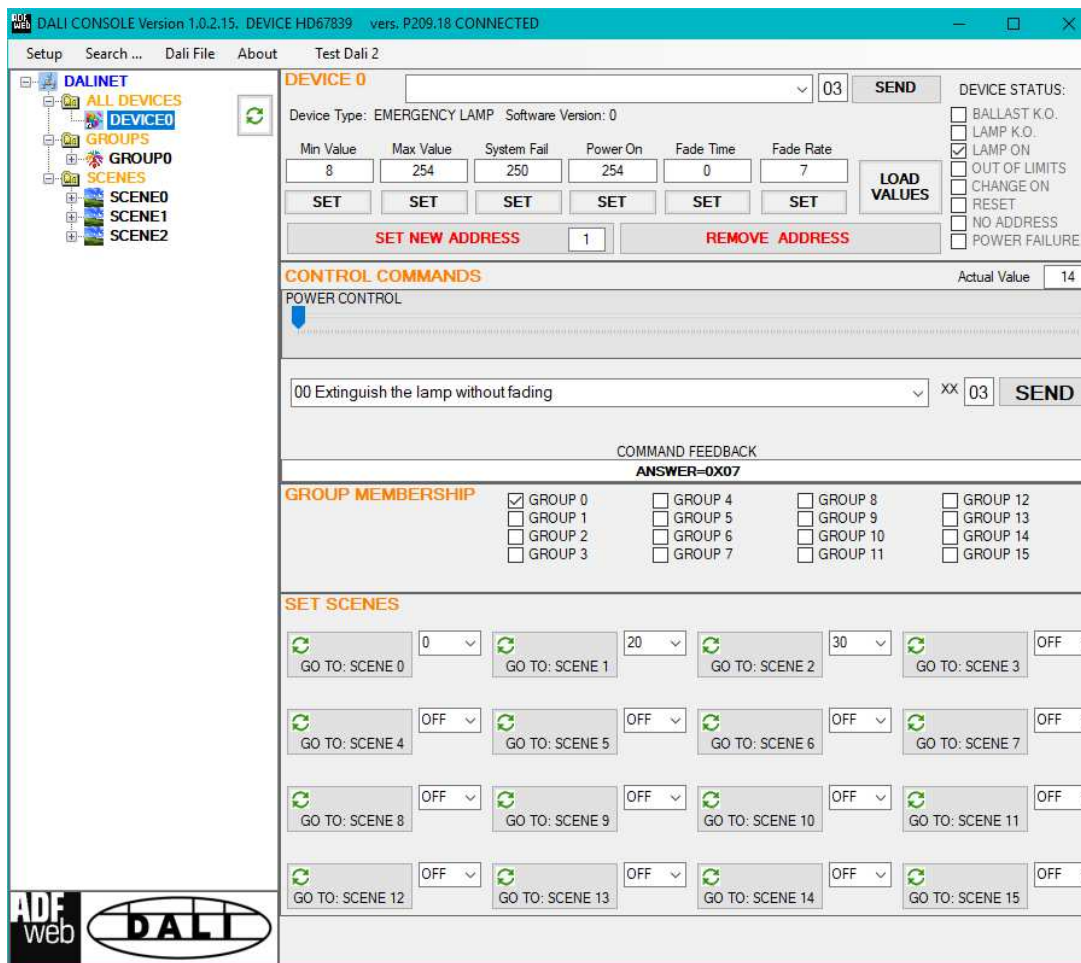 DALI CONSOLE Version 1.0.2.15. DEVICE HD67839 vers. P209.18 CONNECTED
Setup Search ... Dali File About Test Dali 2
DALINET
ALL DEVICES
DEVICE0
GROUPS
GROUP0
SCENES
SCENE0
SCENE1
SCENE2
DEVICE 0
03 SEND
Device Type: EMERGENCY LAMP Software Version: 0
Min Value Max Value System Fail Power On Fade Time Fade Rate
8 254 250 254 0 7
SET SET SET SET SET SET
LOAD VALUES
SET NEW ADDRESS 1 REMOVE ADDRESS
DEVICE STATUS:
BALLAST K.O.
LAMP K.O.
LAMP ON
OUT OF LIMITS
CHANGE ON
RESET
NO ADDRESS
POWER FAILURE
CONTROL COMMANDS Actual Value 14
POWER CONTROL
00 Extinguish the lamp without fading XX 03 SEND
COMMAND FEEDBACK
ANSWER=0X07
GROUP MEMBERSHIP
GROUP 0 GROUP 4 GROUP 8 GROUP 12
GROUP 1 GROUP 5 GROUP 9 GROUP 13
GROUP 2 GROUP 6 GROUP 10 GROUP 14
GROUP 3 GROUP 7 GROUP 11 GROUP 15
SET SCENES
0 20 30 OFF
GO TO: SCENE 0 GO TO: SCENE 1 GO TO: SCENE 2 GO TO: SCENE 3
OFF OFF OFF OFF
GO TO: SCENE 4 GO TO: SCENE 5 GO TO: SCENE 6 GO TO: SCENE 7
OFF OFF OFF OFF
GO TO: SCENE 8 GO TO: SCENE 9 GO TO: SCENE 10 GO TO: SCENE 11
OFF OFF OFF OFF
GO TO: SCENE 12 GO TO: SCENE 13 GO TO: SCENE 14 GO TO: SCENE 15
ADF
web
DALI